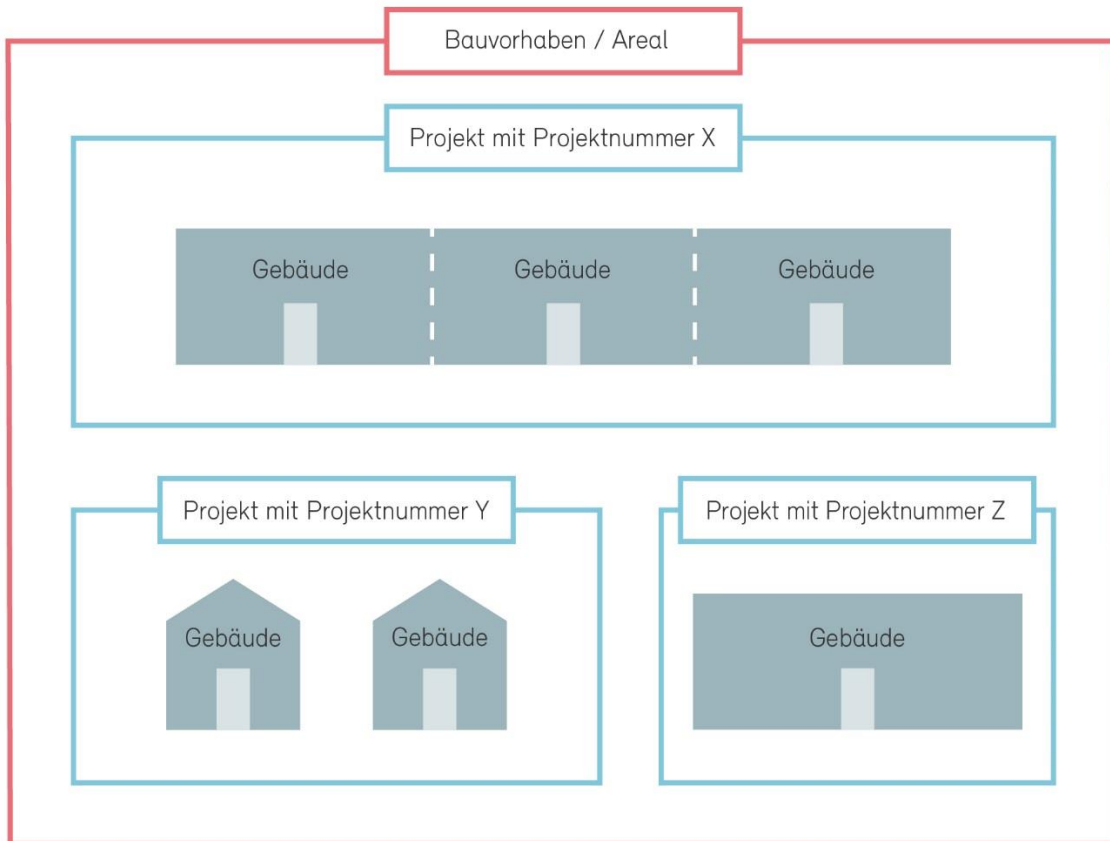 Bauvorhaben / Areal
Projekt mit Projektnummer X
Gebäude
Gebäude
Gebäude
Projekt mit Projektnummer Y
Gebäude
Gebäude
Projekt mit Projektnummer Z
Gebäude